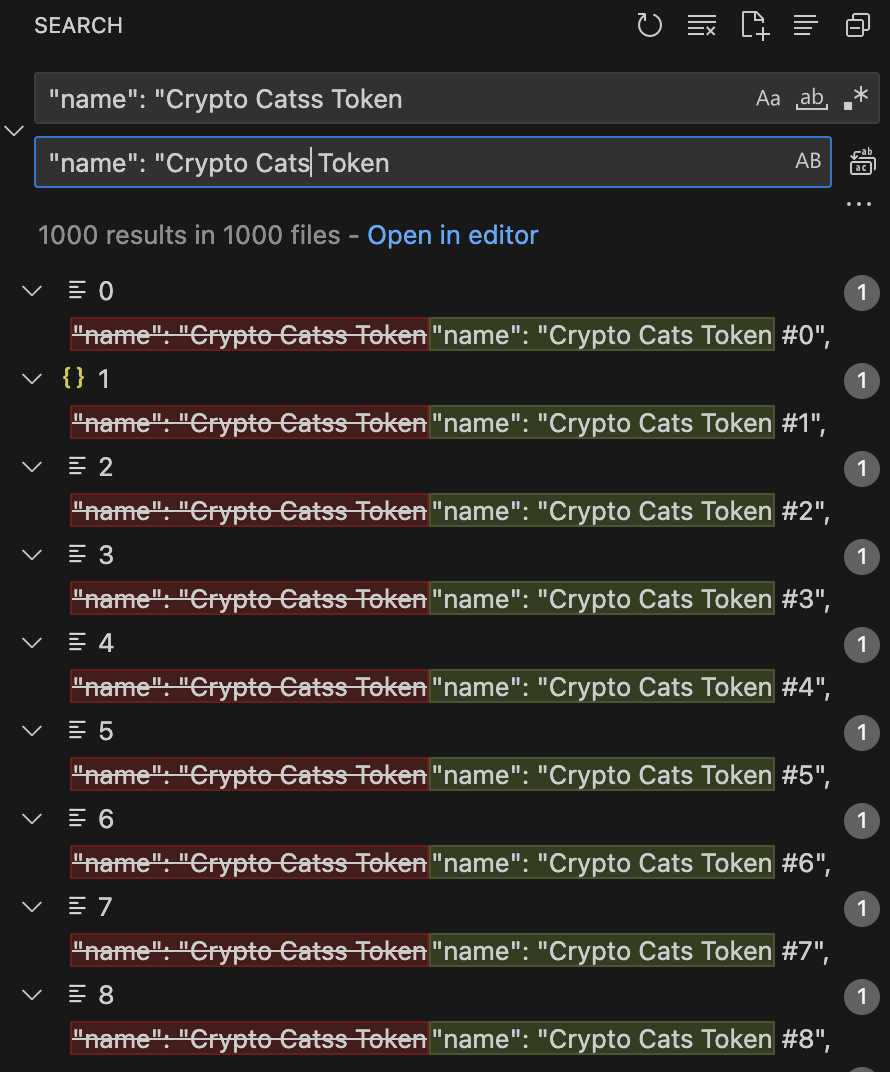 SEARCH
"name": "Crypto Catss Token Aa ab .*
"name": "Crypto Cats Token AB ab ac
...
1000 results in 1000 files - Open in editor
0 1
"name": "Crypto Catss Token"name": "Crypto Cats Token #0",
{} 1 1
"name": "Crypto Catss Token"name": "Crypto Cats Token #1",
2 1
"name": "Crypto Catss Token"name": "Crypto Cats Token #2",
3 1
"name": "Crypto Catss Token"name": "Crypto Cats Token #3",
4 1
"name": "Crypto Catss Token"name": "Crypto Cats Token #4",
5 1
"name": "Crypto Catss Token"name": "Crypto Cats Token #5",
6 1
"name": "Crypto Catss Token"name": "Crypto Cats Token #6",
7 1
"name": "Crypto Catss Token"name": "Crypto Cats Token #7",
8 1
"name": "Crypto Catss Token"name": "Crypto Cats Token #8",